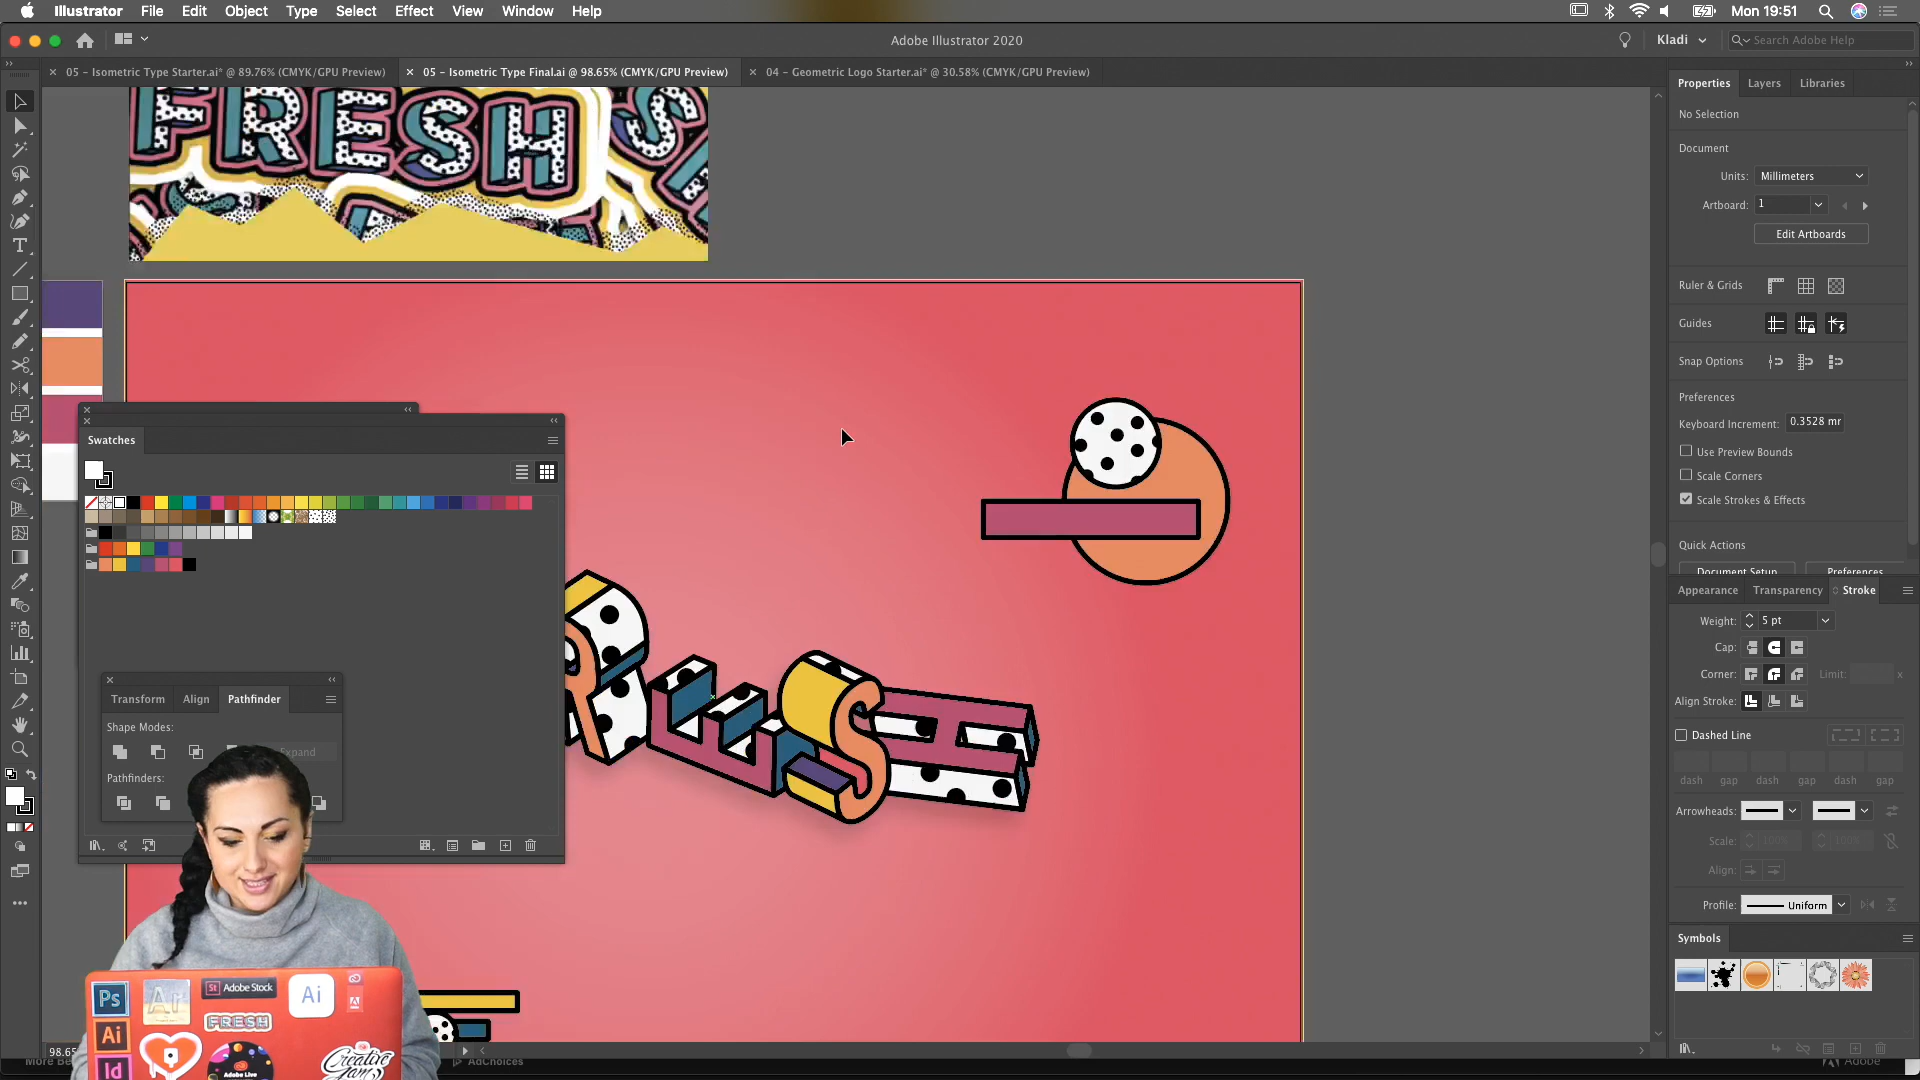 Illustrator File Edit Object Type Select Effect View Window Help
Mon 19:51
Adobe Illustrator 2020
Kladi
Search Adobe Help
05 – Isometric Type Starter.ai* @ 89.76% (CMYK/GPU Preview)
05 – Isometric Type Final.ai @ 98.65% (CMYK/GPU Preview)
04 – Geometric Logo Starter.ai* @ 30.58% (CMYK/GPU Preview)
Properties Layers Libraries
No Selection
Document
Units: Millimeters
Artboard: 1
Edit Artboards
Ruler & Grids
Guides
Snap Options
Preferences
Keyboard Increment: 0.3528 mr
Use Preview Bounds
Scale Corners
Scale Strokes & Effects
Quick Actions
Document Setup Preferences
Appearance Transparency Stroke
Weight: 5 pt
Cap:
Corner:
Limit:
x
Align Stroke:
Dashed Line
dash gap dash gap dash gap
Arrowheads:
Scale: 100% 100%
Align:
Profile: Uniform
Symbols
FRESH
S
Swatches
Transform Align Pathfinder
Shape Modes:
Expand
Pathfinders:
R E S H
98.65
More Be
AdChoices
Adobe
Ps
Ar
St Adobe Stock
Ai
Ai
FRESH
Id
Adobe Live
Creative
Jam